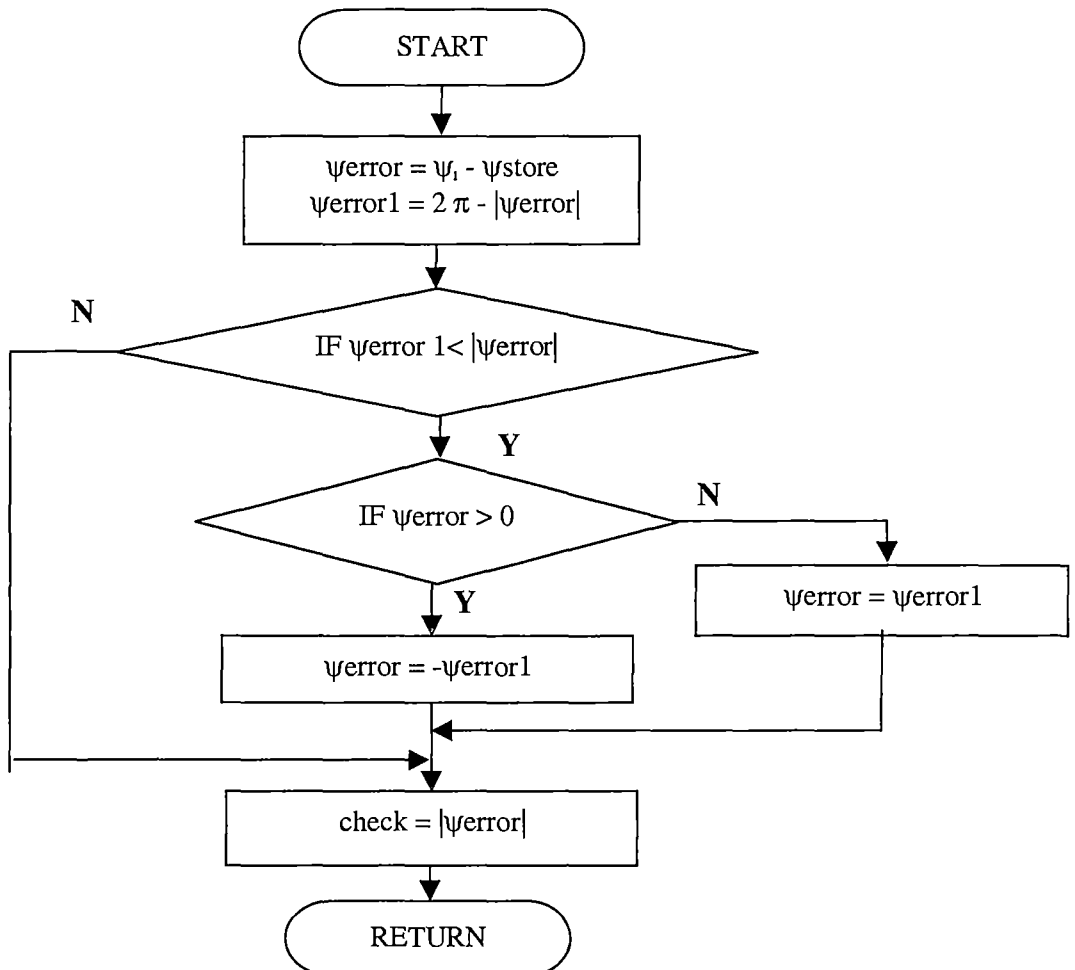 START
ψerror = ψ₁ - ψstore
ψerror1 = 2 π - |ψerror|
N
IF ψerror 1< |ψerror|
Y
IF ψerror > 0
N
Y
ψerror = ψerror1
ψerror = -ψerror1
check = |ψerror|
RETURN